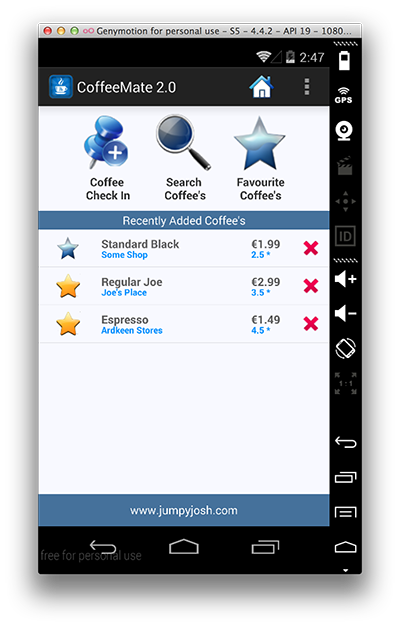 Genymotion for personal use - S5 - 4.4.2 - API 19 - 1080...
2:47
CoffeeMate 2.0
GPS
Coffee
Check In
Search
Coffee's
Favourite
Coffee's
ID
Recently Added Coffee's
Standard Black €1.99
Some Shop 2.5 *
Regular Joe €2.99
Joe's Place 3.5 *
Espresso €1.49
Ardkeen Stores 4.5 *
1:1
www.jumpyjosh.com
free for personal use